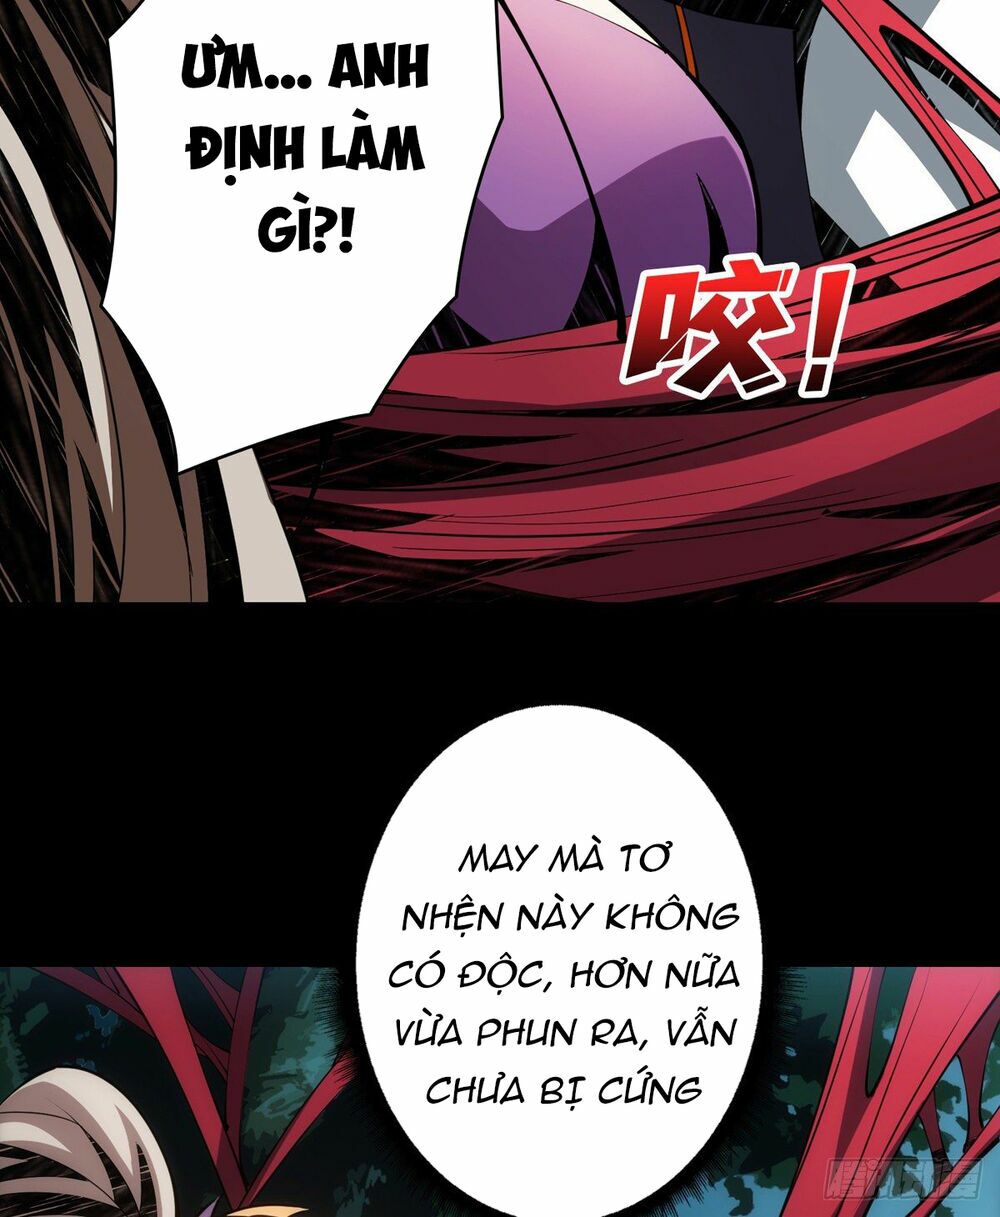 ƯM... ANH
ĐỊNH LÀM
GÌ?!
咬!
MAY MÀ TƠ
NHỆN NÀY KHÔNG
CÓ ĐỘC, HƠN NỮA
VỪA PHUN RA, VẪN
CHƯA BỊ CỨNG